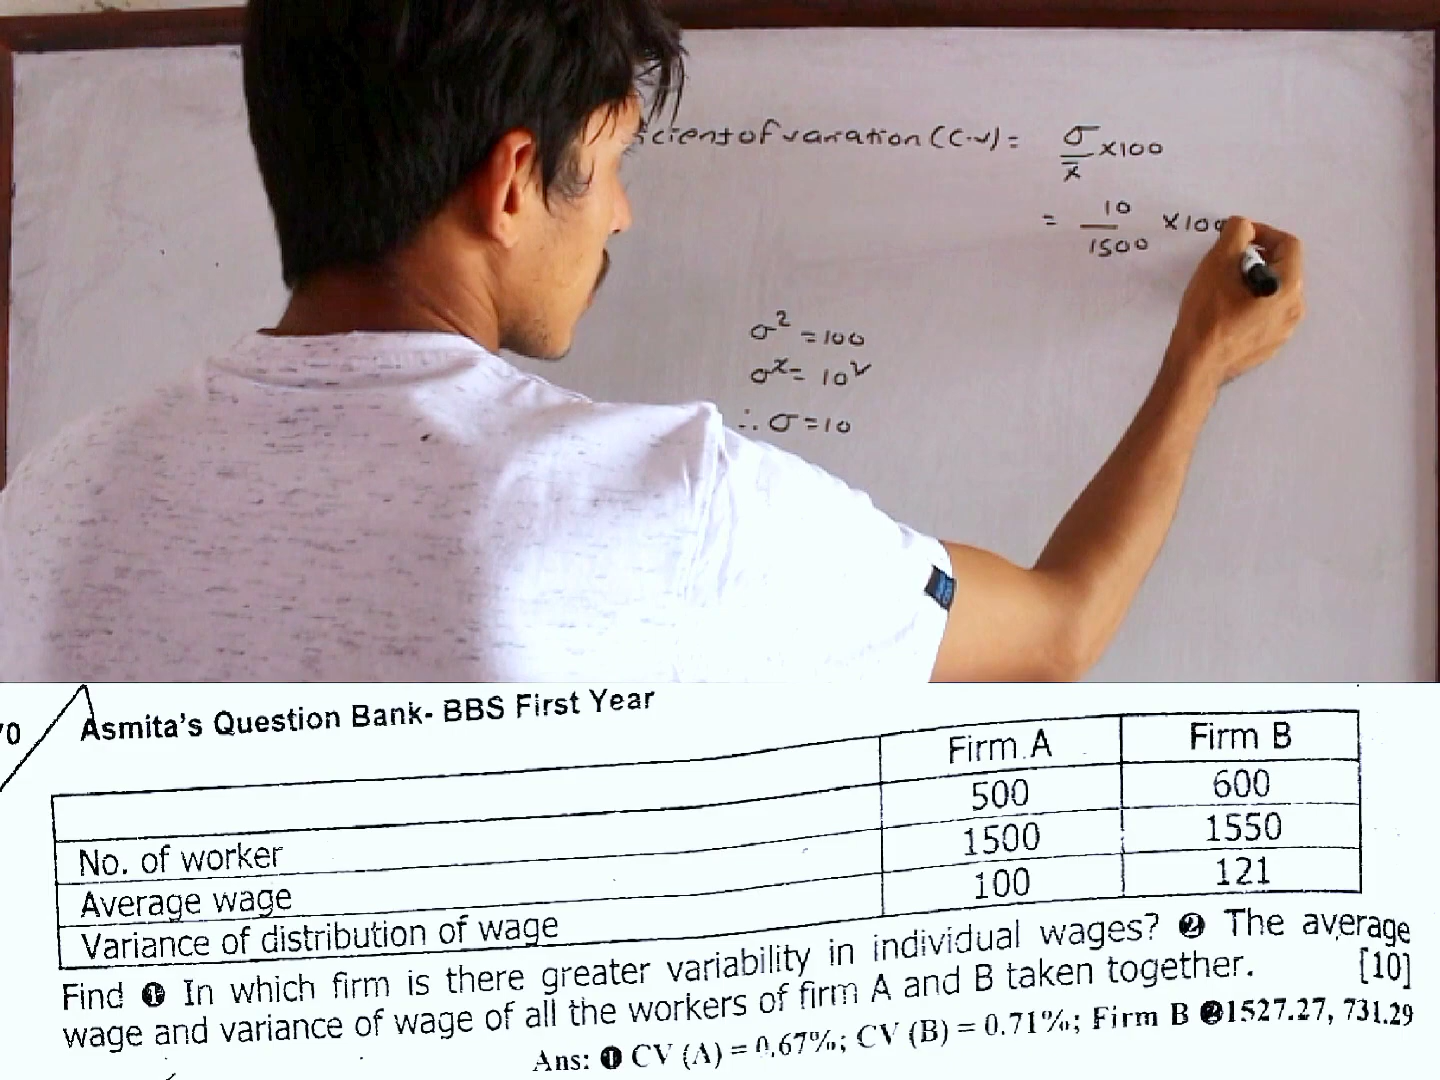 cient of variation (C.V) = σ/x̄ ×100
= 10/1500 ×100
σ² = 100
σ² = 10²
∴ σ = 10
70
Asmita's Question Bank- BBS First Year
Firm A Firm B
No. of worker 500 600
Average wage 1500 1550
Variance of distribution of wage 100 121
Find ❶ In which firm is there greater variability in individual wages? ❷ The average
wage and variance of wage of all the workers of firm A and B taken together. [10]
Ans: ❶ CV (A) = 0.67%; CV (B) = 0.71%; Firm B ❷1527.27, 731.29